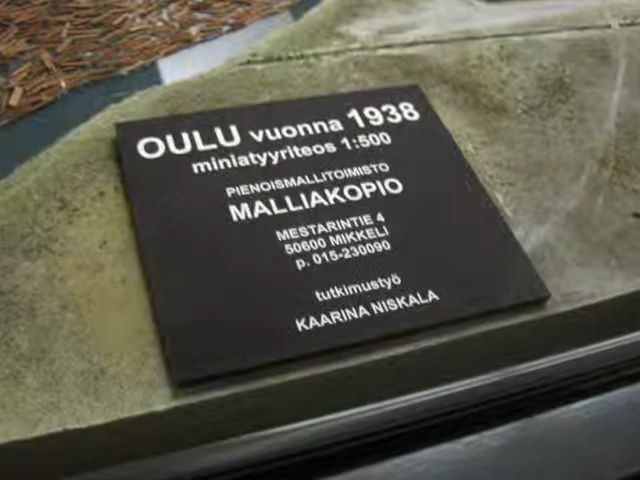 OULU vuonna 1938
miniatyyriteos 1:500
PIENOISMALLITOIMISTO
MALLIAKOPIO
MESTARINTIE 4
50600 MIKKELI
p. 015-230090
tutkimustyö
KAARINA NISKALA